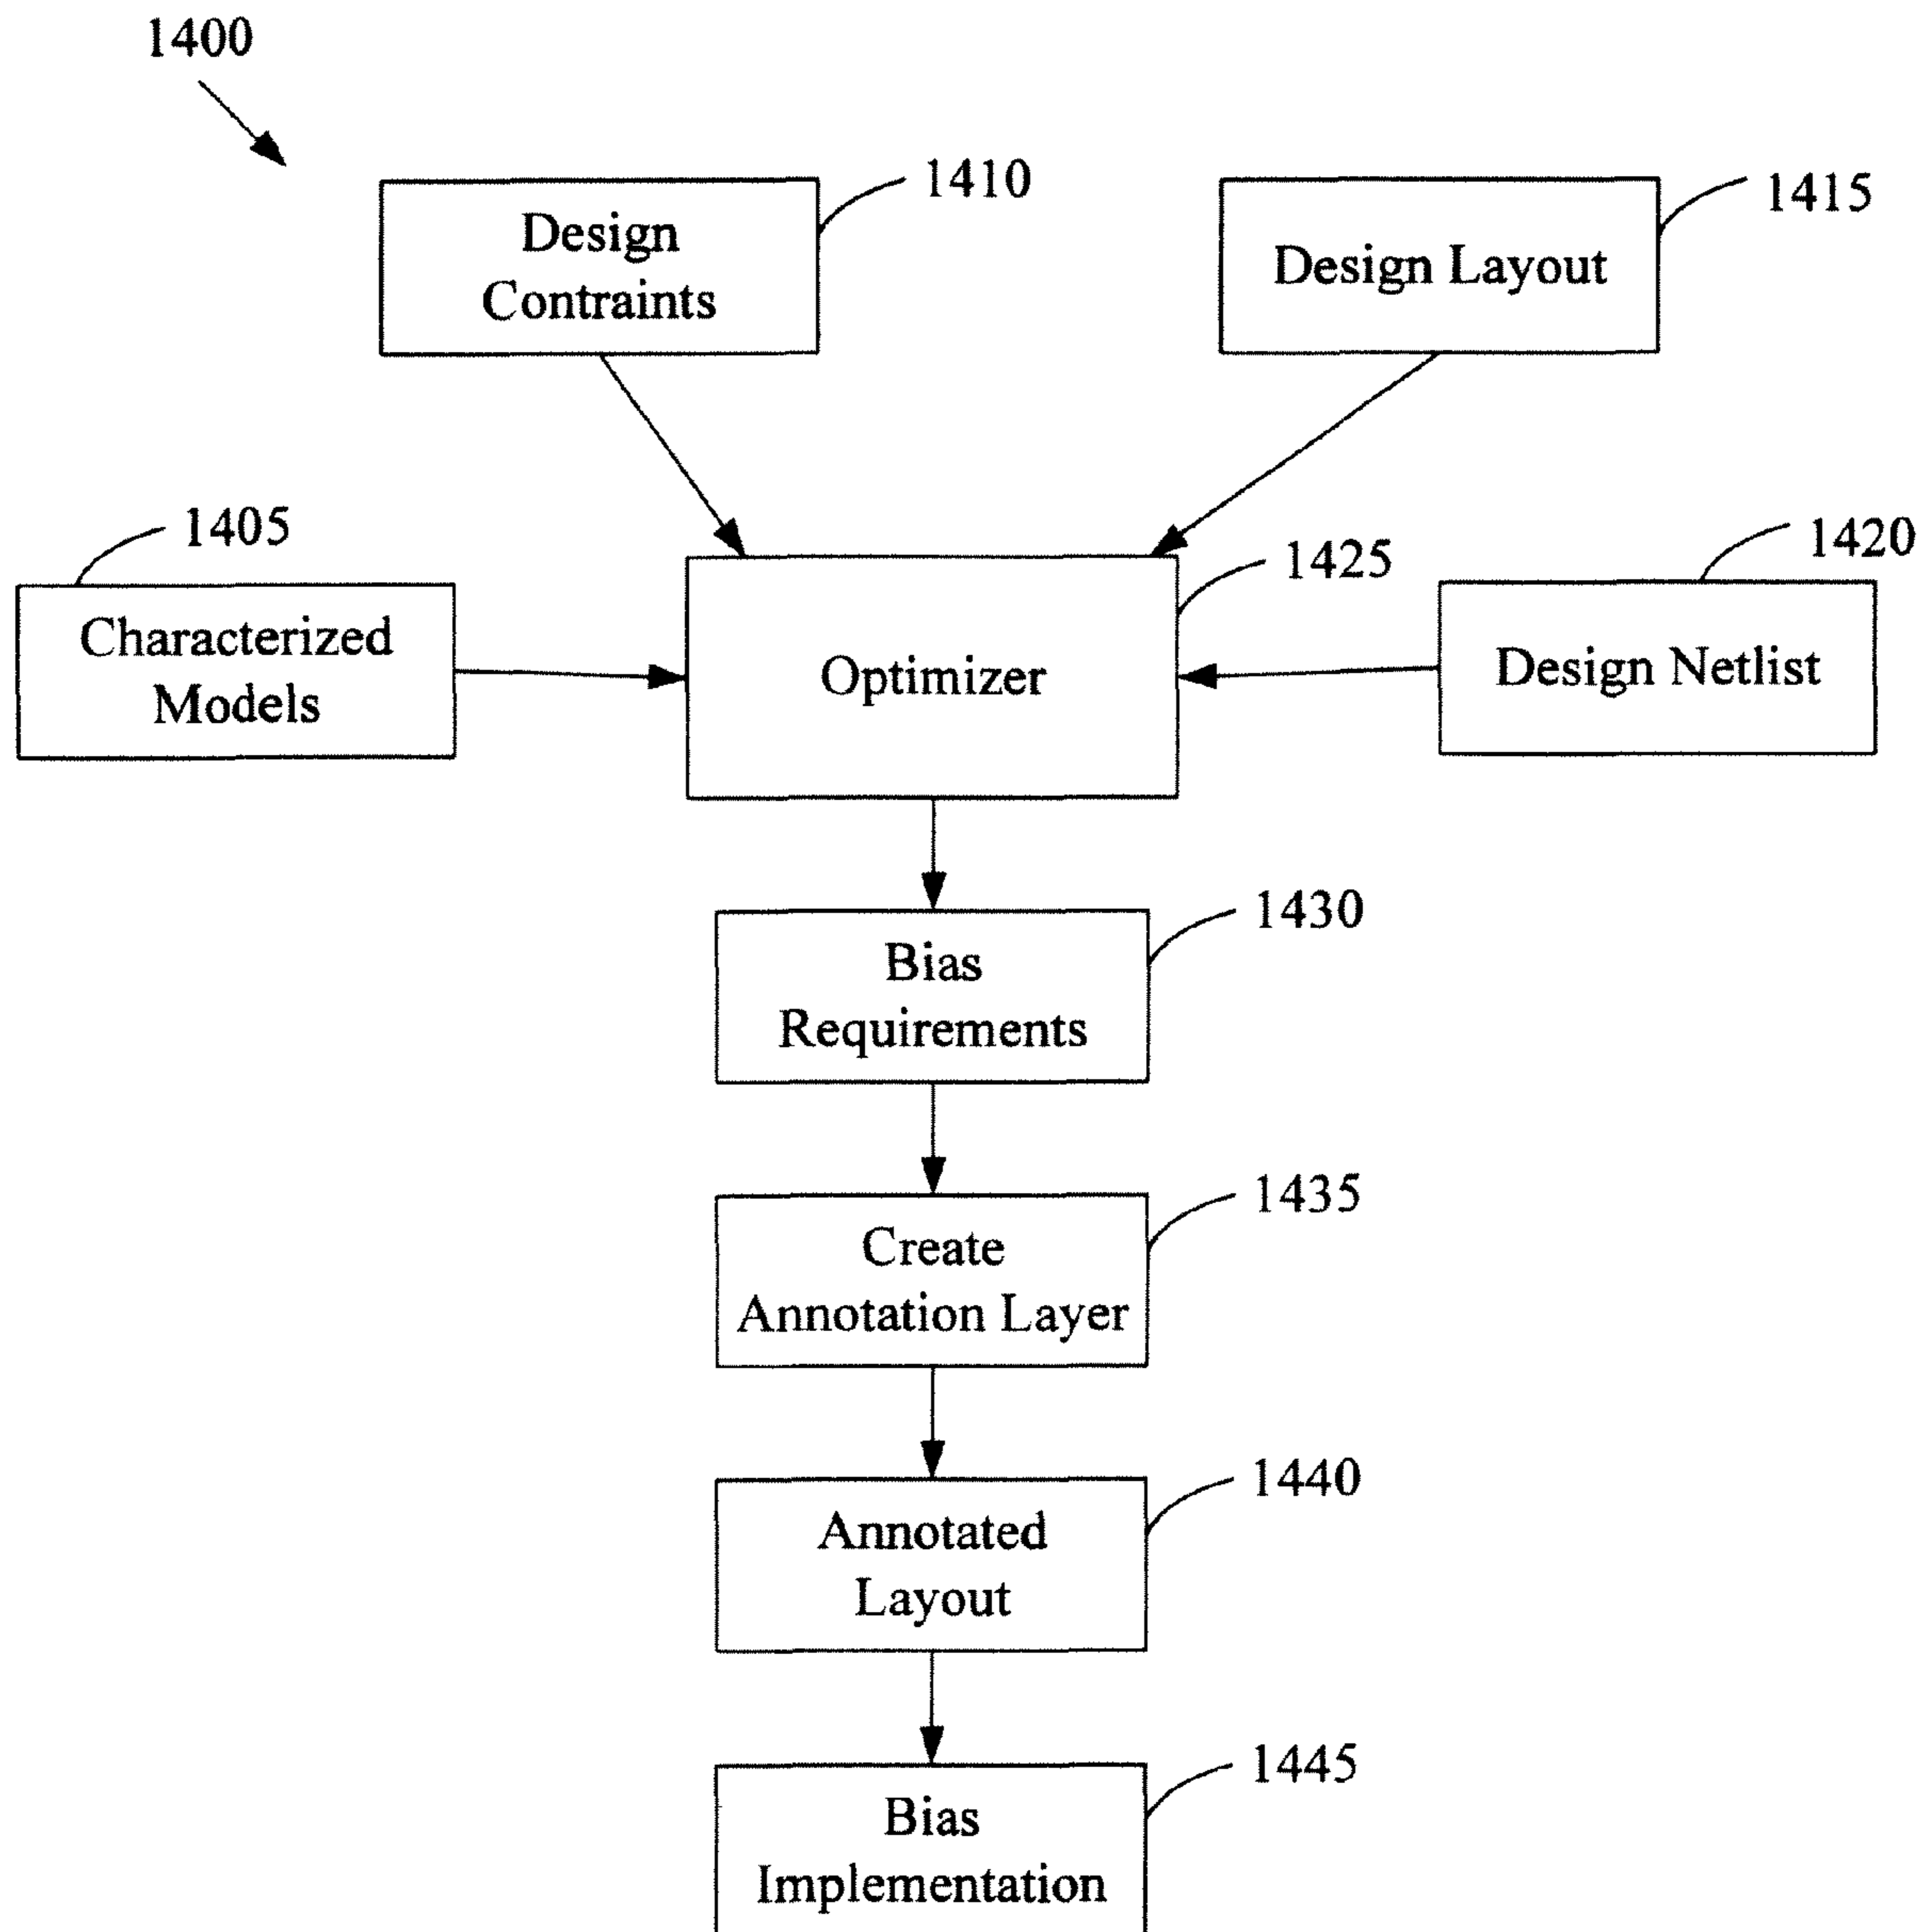 1400
1410
Design
Contraints
1415
Design Layout
1405
Characterized
Models
1425
Optimizer
1420
Design Netlist
1430
Bias
Requirements
1435
Create
Annotation Layer
1440
Annotated
Layout
1445
Bias
Implementation